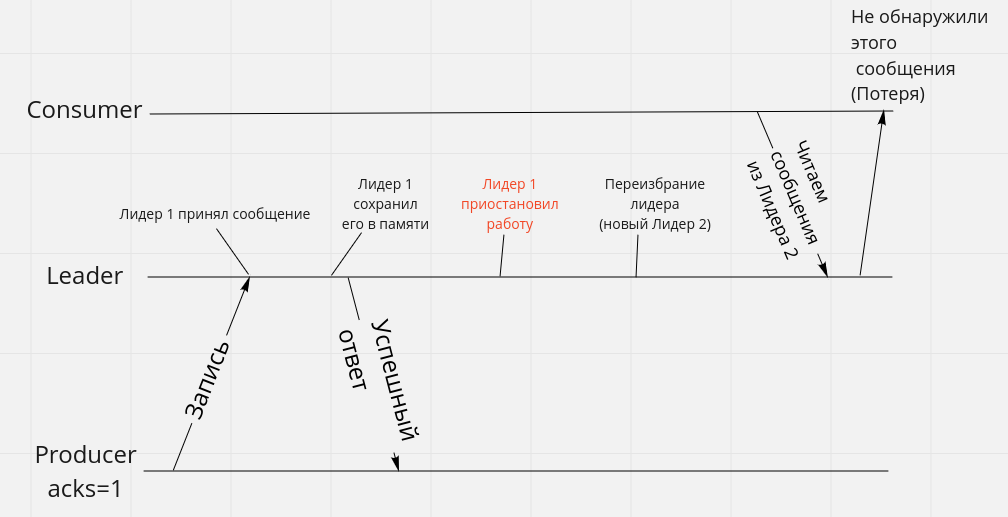 Не обнаружили
этого
сообщения
(Потеря)
Consumer
Читаем
сообщения
из Лидера 2
Лидер 1 принял сообщение
Лидер 1
сохранил
его в памяти
Лидер 1
приостановил
работу
Переизбрание
лидера
(новый Лидер 2)
Leader
Запись
Успешный
ответ
Producer
acks=1